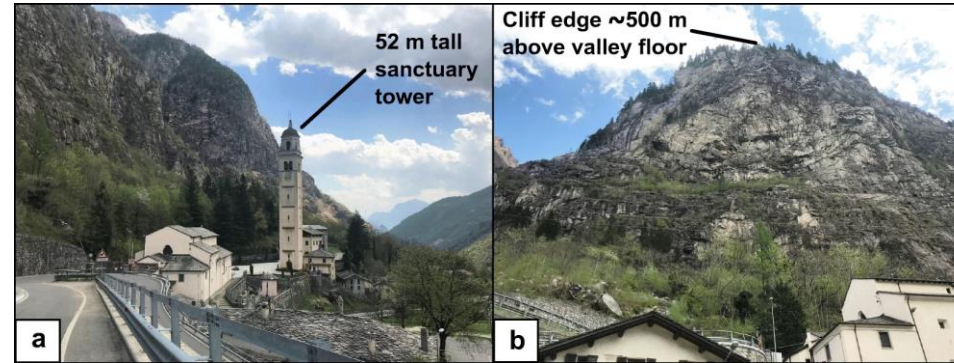 52 m tall
sanctuary
tower
a
Cliff edge ~500 m
above valley floor
b